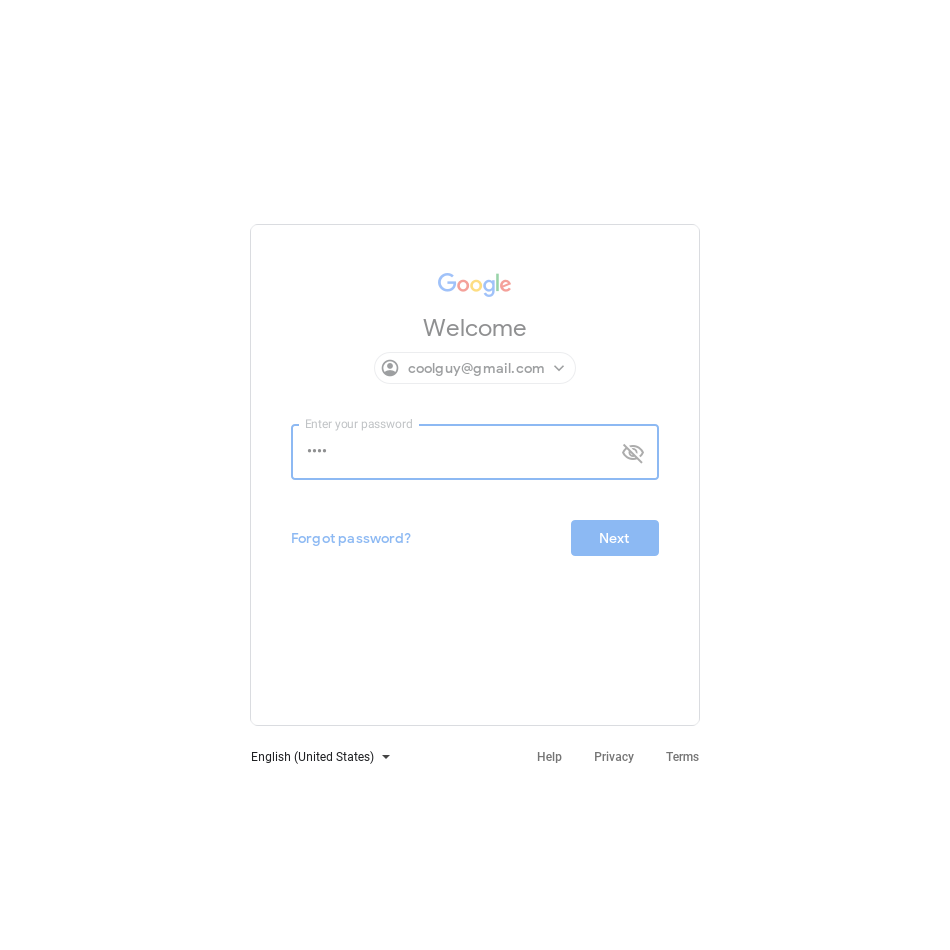 Google
Welcome
coolguy@gmail.com
Enter your password
••••
Forgot password?
Next
English (United States)
Help
Privacy
Terms